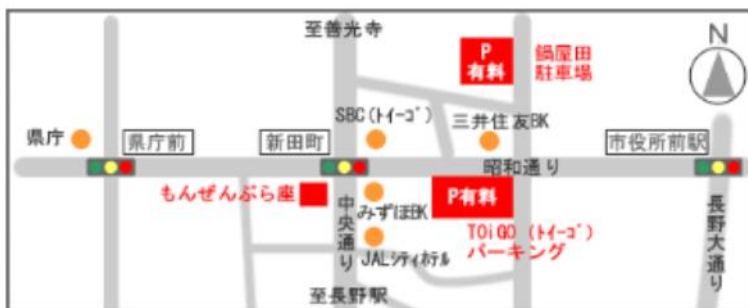 至善光寺
P
有料
鍋屋田
駐車場
N
SBC(トイーゴ)
三井住友BK
県庁
県庁前
新田町
市役所前駅
昭和通り
もんぜんぷら座
みずほBK
P有料
中央通り
TOiGO (トイーゴ)
パーキング
JALシティホテル
長野大通り
至長野駅